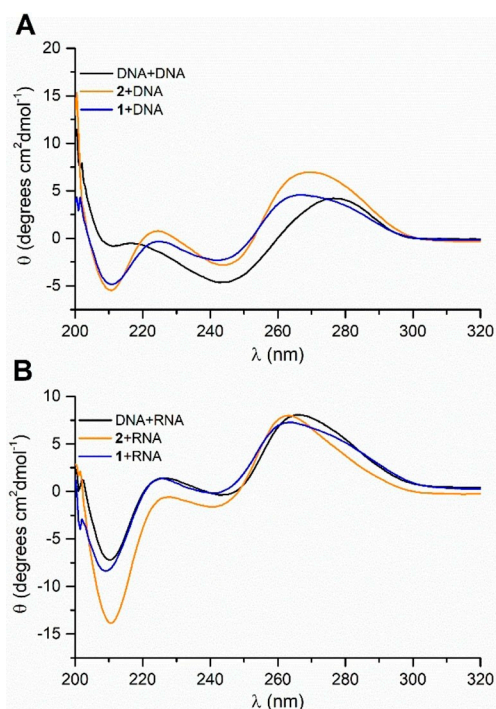 A
DNA+DNA
2+DNA
1+DNA
θ (degrees cm²dmol⁻¹)
20
15
10
5
0
-5
200 220 240 260 280 300 320
λ (nm)
B
DNA+RNA
2+RNA
1+RNA
θ (degrees cm²dmol⁻¹)
10
5
0
-5
-10
-15
200 220 240 260 280 300 320
λ (nm)